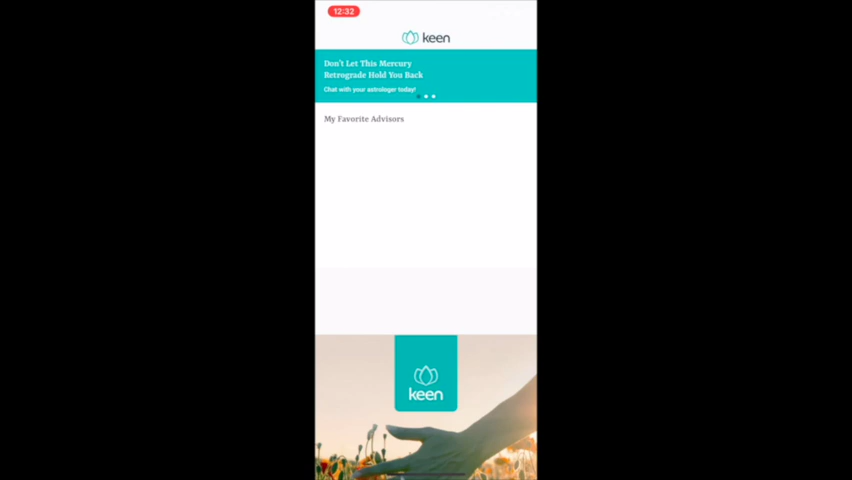 12:32
keen
Don't Let This Mercury
Retrograde Hold You Back
Chat with your astrologer today!
My Favorite Advisors
keen